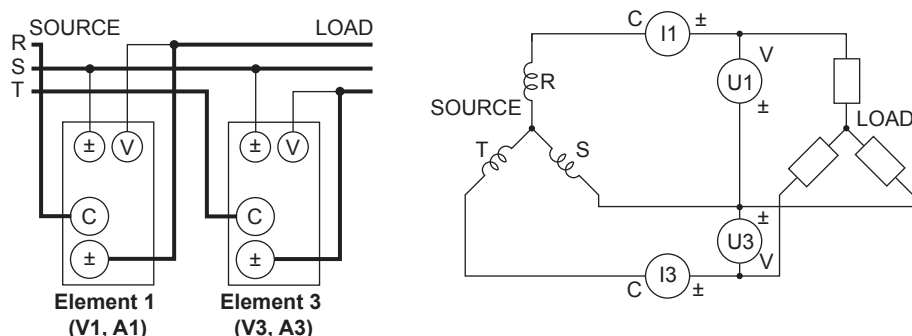 SOURCE LOAD
R
S
T
± V ± V
C C
± ±
Element 1 Element 3
(V1, A1) (V3, A3)
C I1 ±
V
R U1
SOURCE ±
LOAD
T S
±
U3
V
C I3 ±